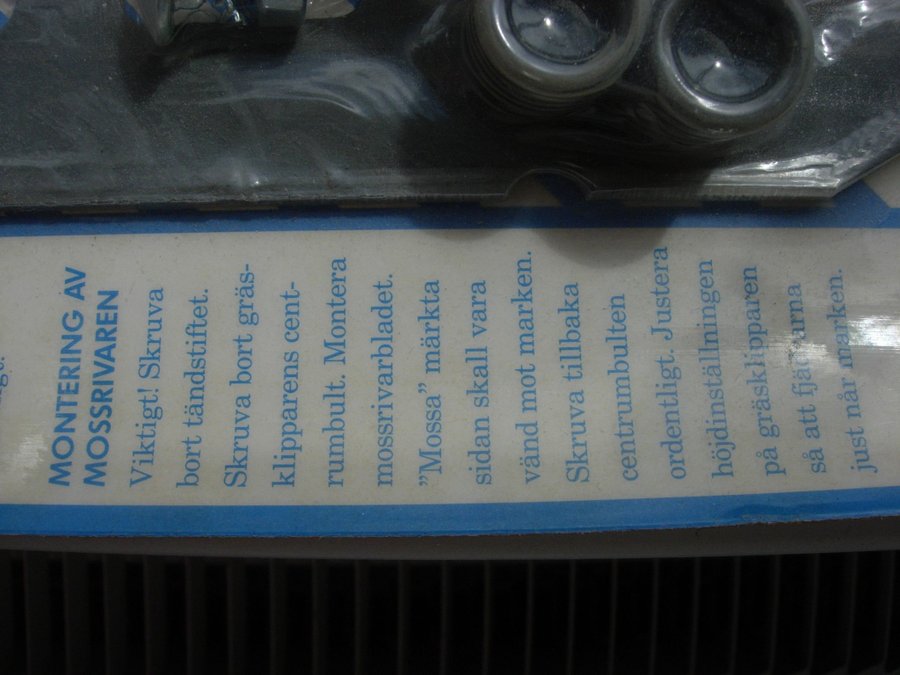 MONTERING AV
MOSSRIVAREN
Viktigt! Skruva
bort tändstiftet.
Skruva bort gräs-
klipparens cent-
rumbult. Montera
mossrivarbladet.
”Mossa” märkta
sidan skall vara
vänd mot marken.
Skruva tillbaka
centrumbulten
ordentligt. Justera
höjdinställningen
på gräsklipparen
så att fjädrarna
just når marken.